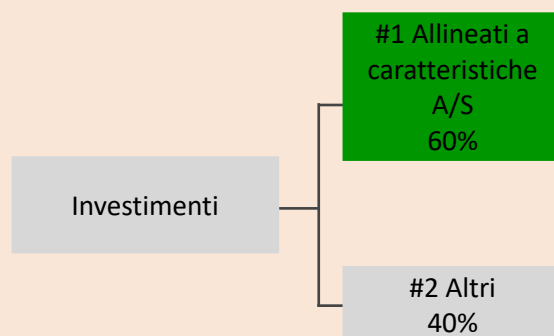 #1 Allineati a
caratteristiche
A/S
60%
Investimenti
#2 Altri
40%